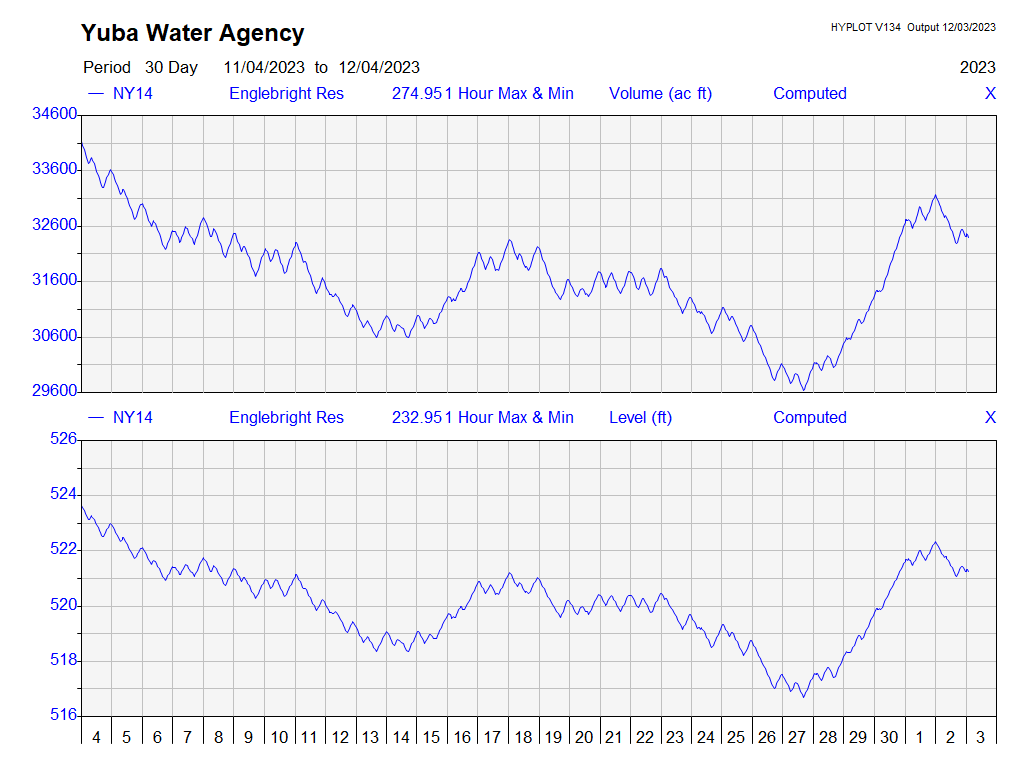 Yuba Water Agency
HYPLOT V134 Output 12/03/2023
Period 30 Day 11/04/2023 to 12/04/2023 2023
NY14 Englebright Res 274.951 Hour Max & Min Volume (ac ft) Computed X
34600
33600
32600
31600
30600
29600
NY14 Englebright Res 232.951 Hour Max & Min Level (ft) Computed X
526
524
522
520
518
516
4 5 6 7 8 9 10 11 12 13 14 15 16 17 18 19 20 21 22 23 24 25 26 27 28 29 30 1 2 3